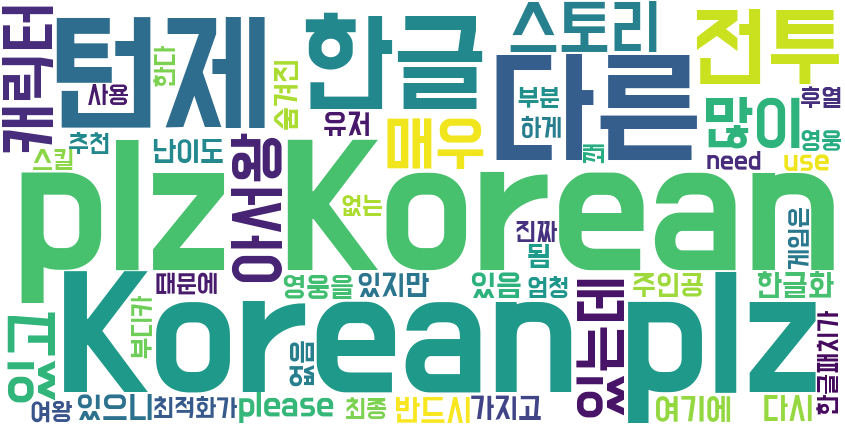 캐릭터
턴제
사용
한다
숨겨진
한글
스토리
다른
전투
추천
난이도
유저
매우
부분
하게
많이
후열
영웅
스킬
아서왕
깨
need
use
plz Korean
없는
진짜
됨
게임은
때문에
영웅을
있지만
있음
엄청
주인공
한글화
있고
부디카
Korean plz
없음
있는데
한글패치가
여왕
있으니
최적화가
please
최종
반드시
가지고
여기에
다시